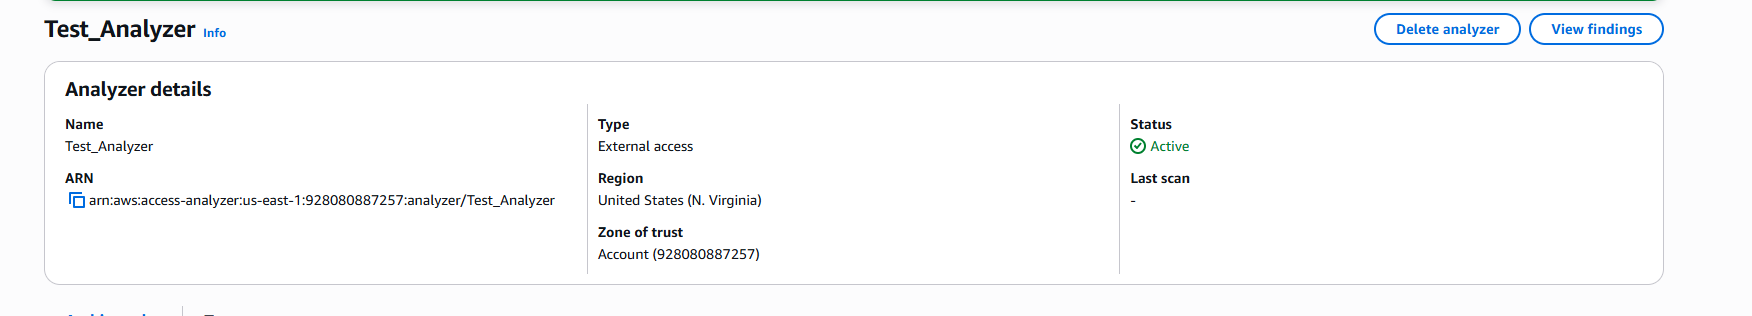 Test_Analyzer Info
Delete analyzer
View findings
Analyzer details
Name
Test_Analyzer
ARN
arn:aws:access-analyzer:us-east-1:928080887257:analyzer/Test_Analyzer
Type
External access
Region
United States (N. Virginia)
Zone of trust
Account (928080887257)
Status
Active
Last scan
-